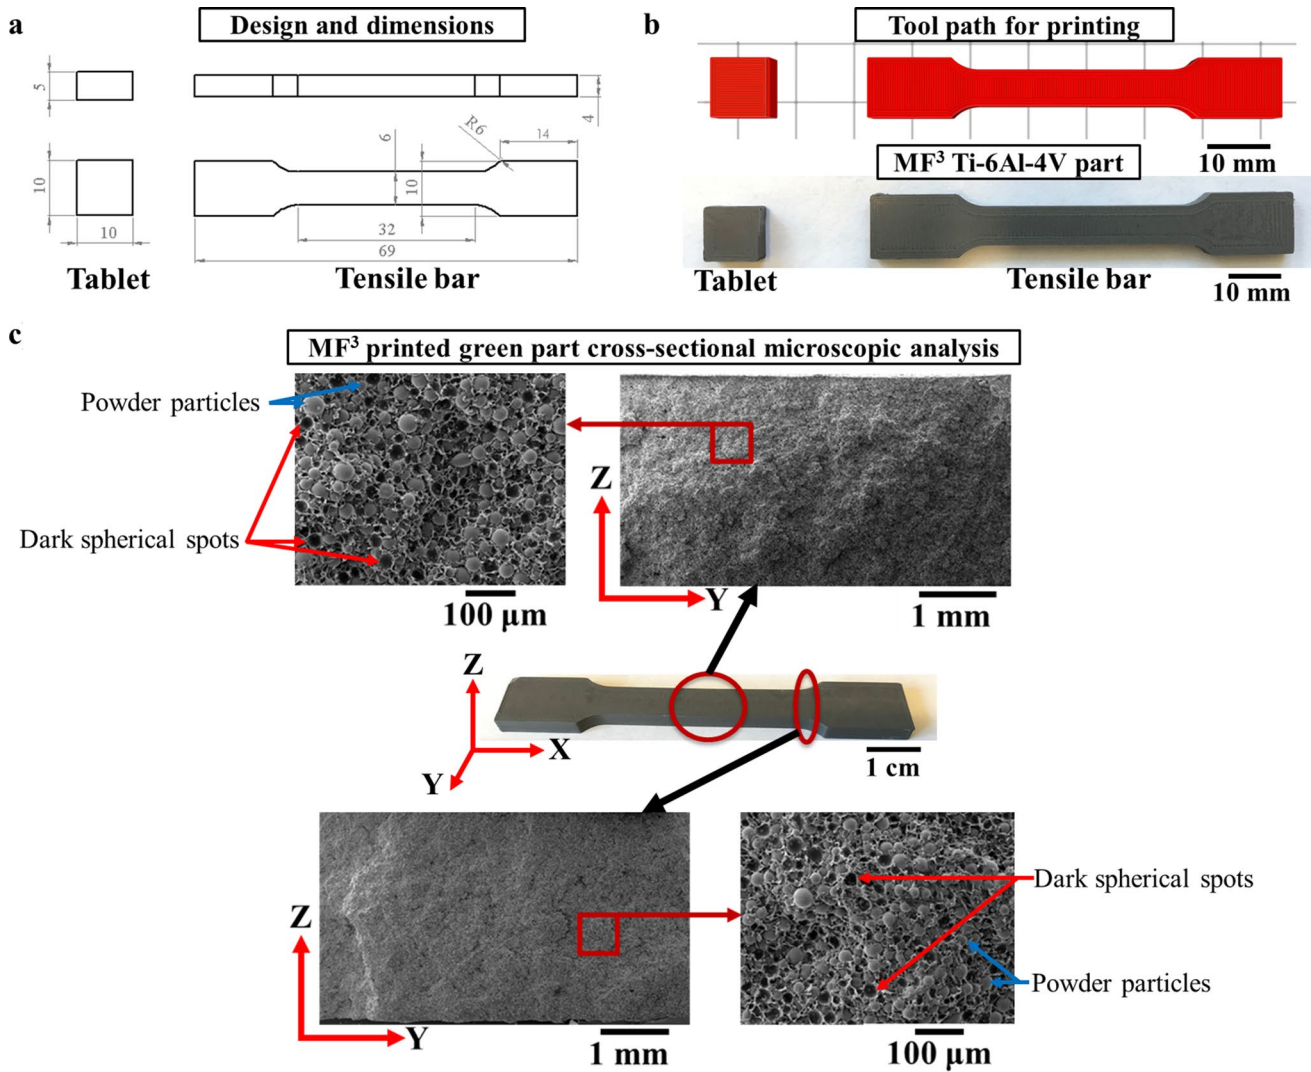 a
Design and dimensions
5
4
R6
14
6
10
10
10
32
69
Tablet
Tensile bar
b
Tool path for printing
10 mm
MF³ Ti-6Al-4V part
Tablet
Tensile bar
10 mm
c
MF³ printed green part cross-sectional microscopic analysis
Powder particles
Dark spherical spots
100 µm
Z
Y
1 mm
Z
X
Y
1 cm
Z
Y
1 mm
Dark spherical spots
Powder particles
100 µm